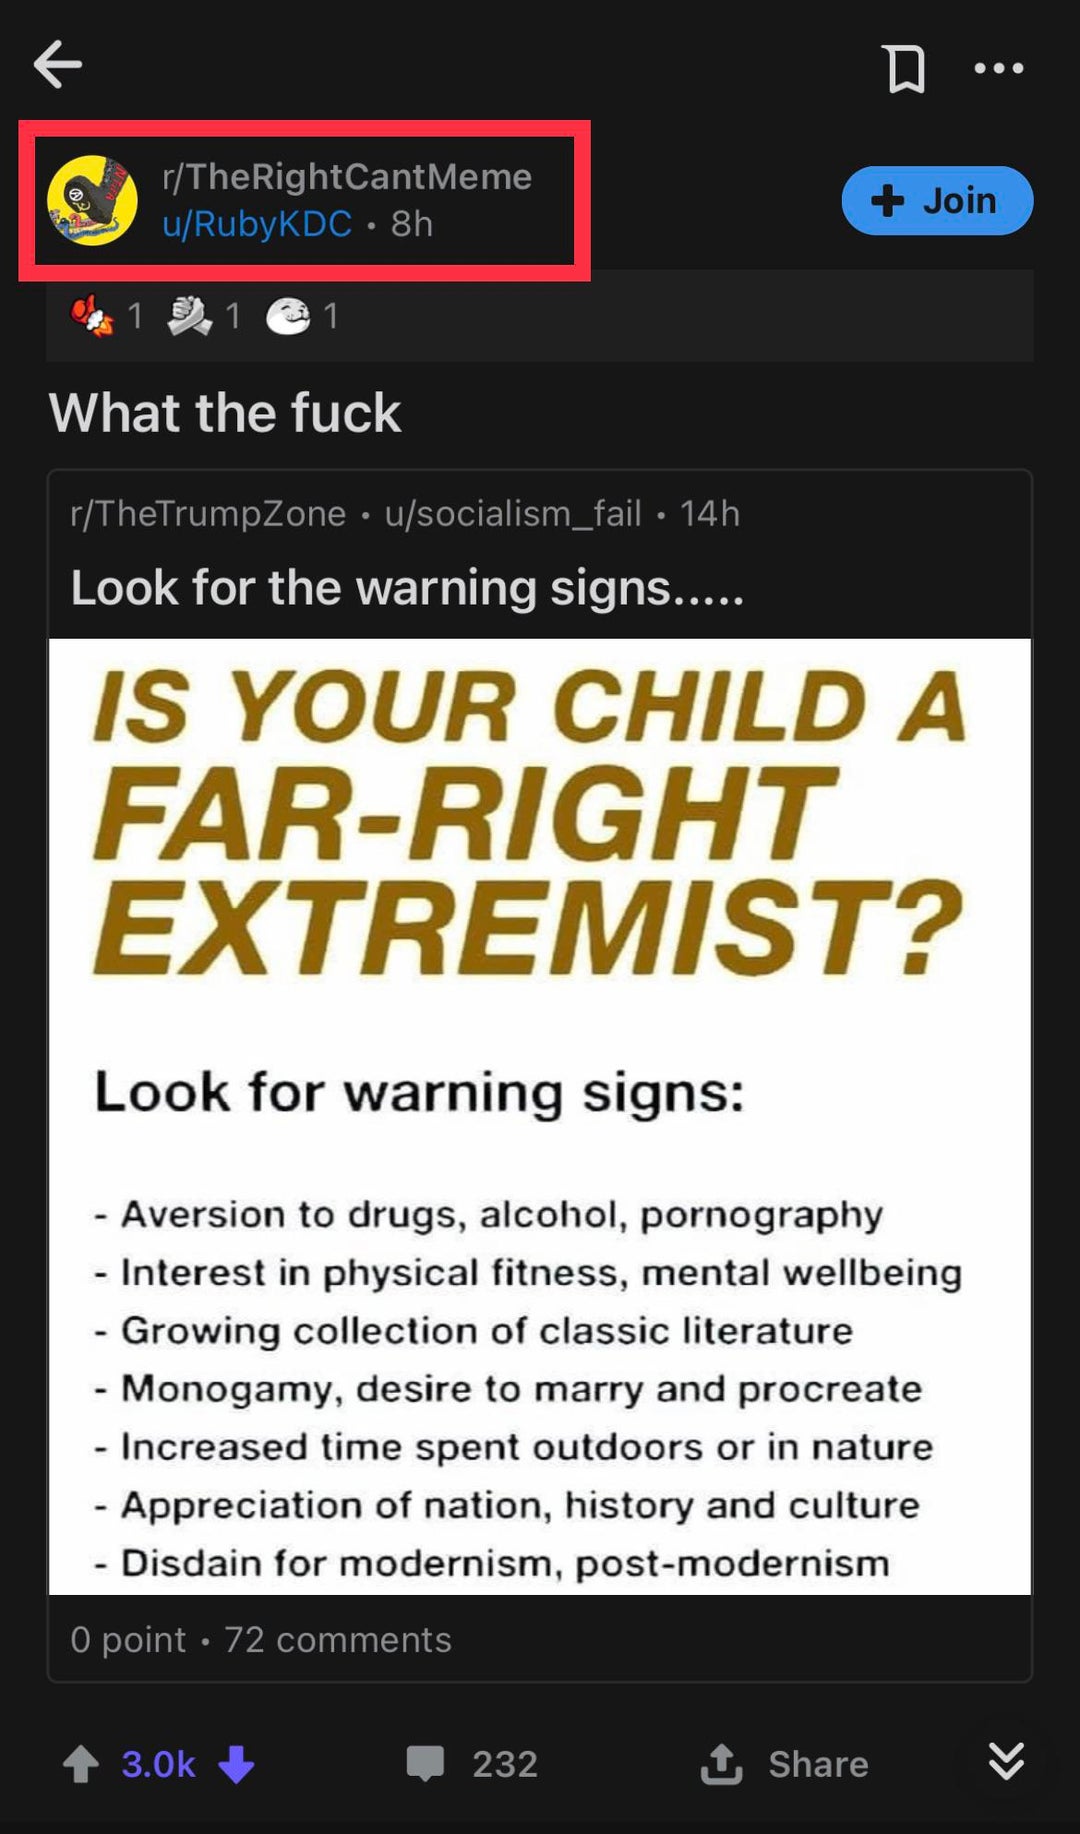 r/TheRightCantMeme
u/RubyKDC • 8h
+ Join
1 1 1
What the fuck
r/TheTrumpZone • u/socialism_fail • 14h
Look for the warning signs.....
IS YOUR CHILD A
FAR-RIGHT
EXTREMIST?
Look for warning signs:
- Aversion to drugs, alcohol, pornography
- Interest in physical fitness, mental wellbeing
- Growing collection of classic literature
- Monogamy, desire to marry and procreate
- Increased time spent outdoors or in nature
- Appreciation of nation, history and culture
- Disdain for modernism, post-modernism
0 point • 72 comments
3.0k 232 Share